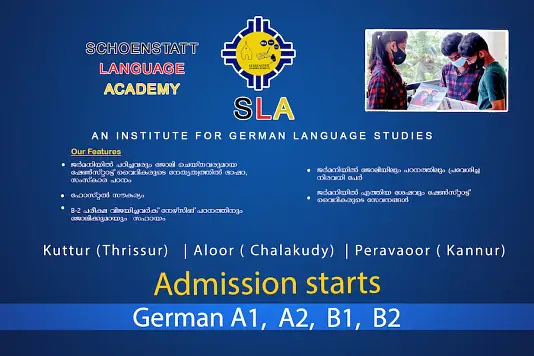 SCHOENSTATT
LANGUAGE
ACADEMY
SLA
AN INSTITUTE FOR GERMAN LANGUAGE STUDIES
Our Features
ജർമനിയിൽ പഠിച്ചവരും ജോലി ചെയ്തവരുമായ
ഷേൺസ്റ്റാട്ട് വൈദികരുടെ നേതൃത്വത്തിൽ ഭാഷാ,
സംസ്കാര പഠനം
ഹോസ്റ്റൽ സൗകര്യം
B-2 പരീക്ഷ വിജയിച്ചവർക്ക് നേഴ്സിങ് പഠനത്തിനും
ജോലിക്കുമായും സഹായം
ജർമനിയിൽ ജോലിയിലും പഠനത്തിലും പ്രവേശിച്ച
നിരവധി പേർ
ജർമനിയിൽ എത്തിയ ശേഷവും ഷേൺസ്റ്റാട്ട്
വൈദികരുടെ സേവനങ്ങൾ
Kuttur (Thrissur) | Aloor ( Chalakudy) | Peravaoor ( Kannur)
Admission starts
German A1, A2, B1, B2